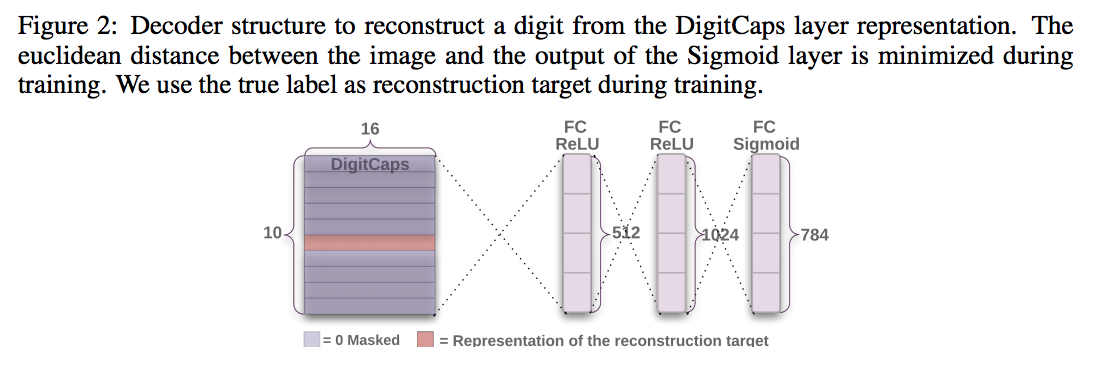 Figure 2: Decoder structure to reconstruct a digit from the DigitCaps layer representation. The
euclidean distance between the image and the output of the Sigmoid layer is minimized during
training. We use the true label as reconstruction target during training.
16
FC
ReLU
FC
ReLU
FC
Sigmoid
DigitCaps
10
512
1024
784
= 0 Masked
= Representation of the reconstruction target